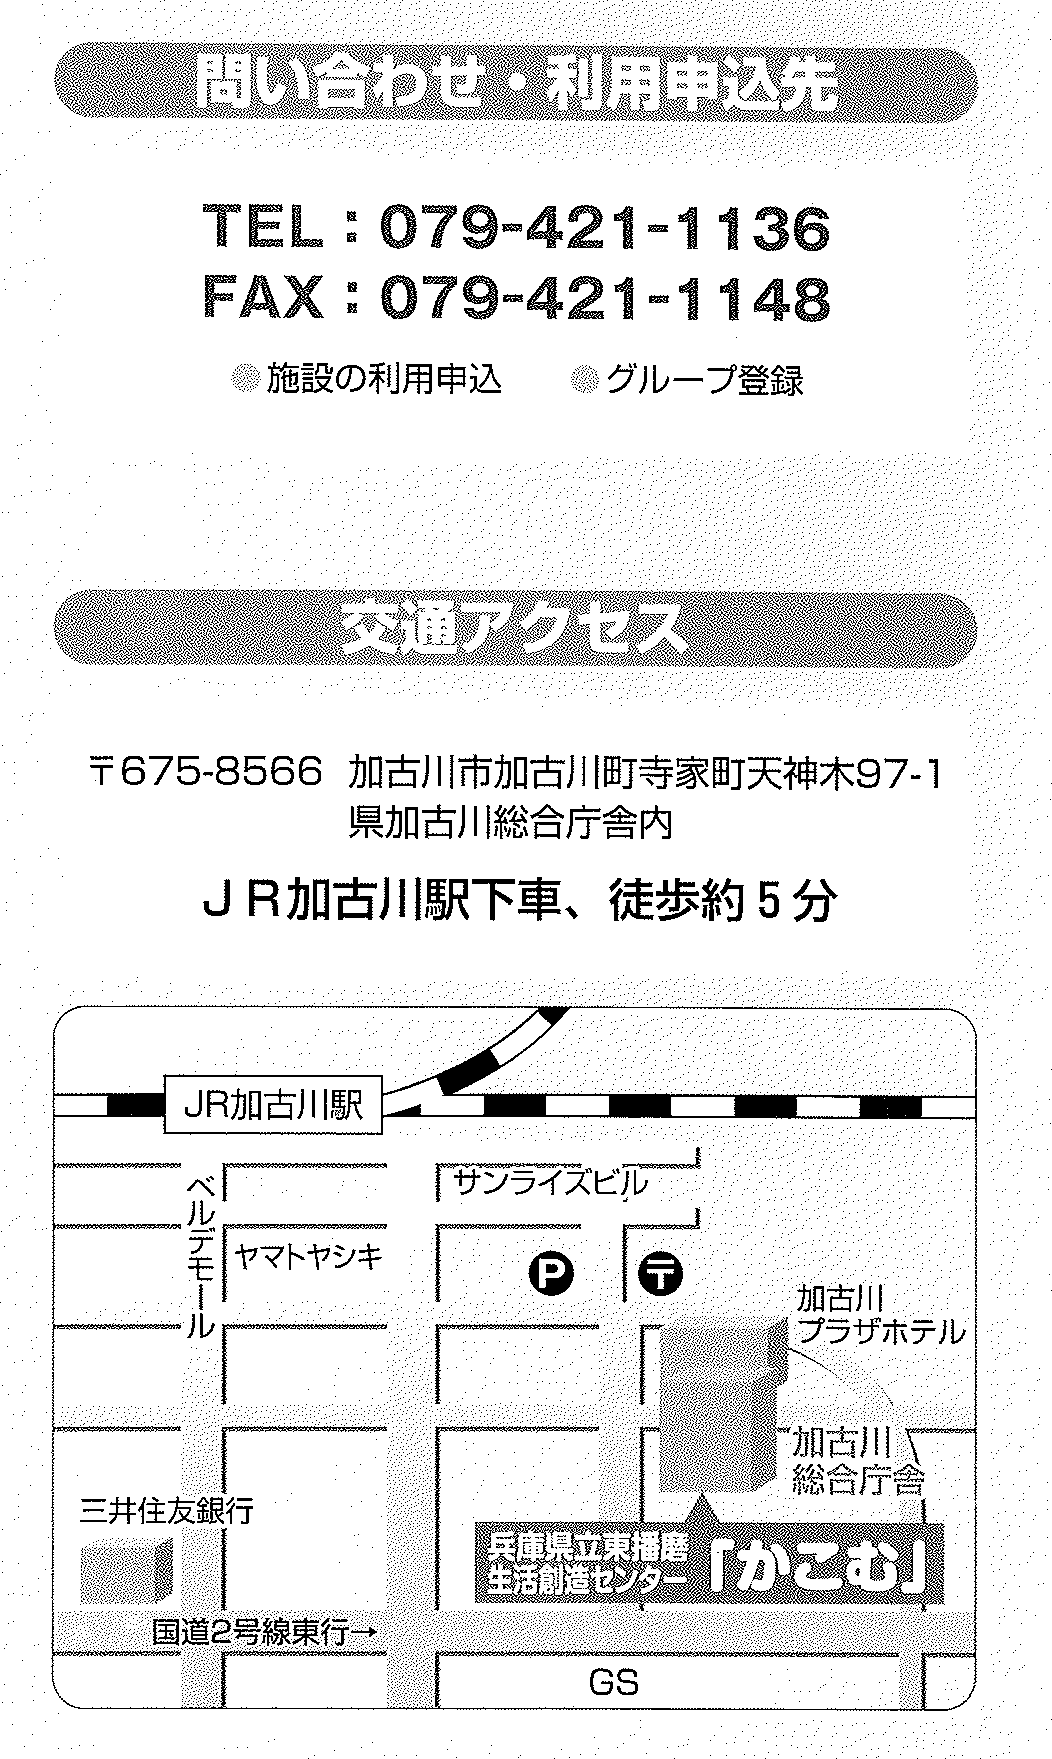 問い合わせ・利用申込先
TEL：079-421-1136
FAX：079-421-1148
●施設の利用申込　●グループ登録
交通アクセス
〒675-8566 加古川市加古川町寺家町天神木97-1
県加古川総合庁舎内
ＪＲ加古川駅下車、徒歩約５分
JR加古川駅
サンライズビル
ベルデモール
ヤマトヤシキ
P
〒
加古川
プラザホテル
加古川
総合庁舎
三井住友銀行
兵庫県立東播磨
生活創造センター「かこむ」
国道2号線東行→
GS